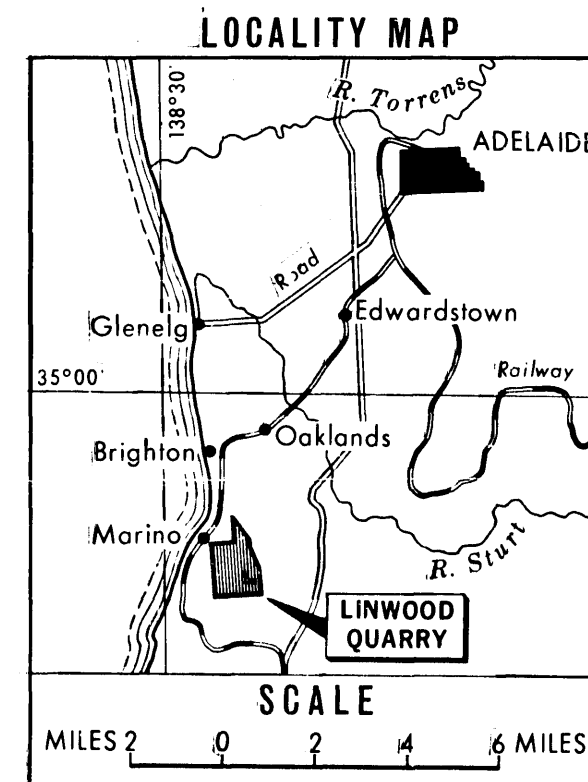 LOCALITY MAP
138°30'
R. Torrens
ADELAIDE
Road
Glenelg
Edwardstown
35°00'
Railway
Brighton
Oaklands
Marino
R. Sturt
LINWOOD
QUARRY
SCALE
MILES 2 0 2 4 6 MILES